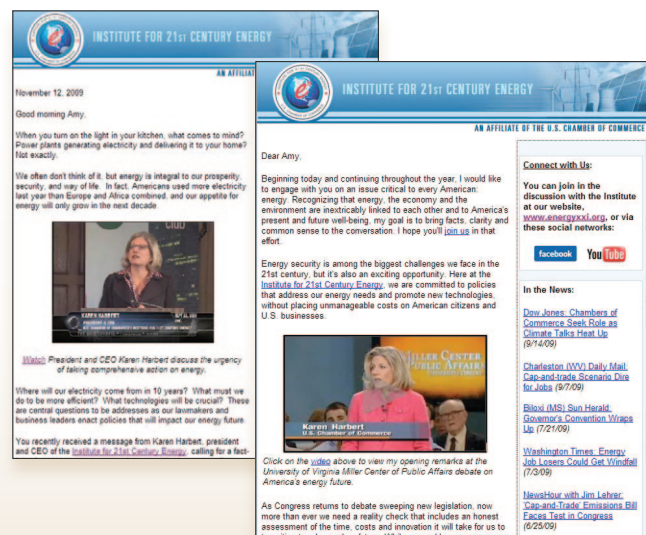 INSTITUTE FOR 21ST CENTURY ENERGY
AN AFFILIAT
November 12, 2009
Good morning Amy,
When you turn on the light in your kitchen, what comes to mind?
Power plants generating electricity and delivering it to your home?
Not exactly.
We often don't think of it, but energy is integral to our prosperity,
security, and way of life. In fact, Americans used more electricity
last year than Europe and Africa combined, and our appetite for
energy will only grow in the next decade.
KAREN HARBERT
Watch President and CEO Karen Harbert discuss the urgency
of taking comprehensive action on energy.
Where will our electricity come from in 10 years? What must we
do to be more efficient? What technologies will be crucial? These
are central questions to be addresses as our lawmakers and
business leaders enact policies that will impact our energy future.
You recently received a message from Karen Harbert, president
and CEO of the Institute for 21st Century Energy, calling for a fact-
INSTITUTE FOR 21ST CENTURY ENERGY
AN AFFILIATE OF THE U.S. CHAMBER OF COMMERCE
Dear Amy,
Beginning today and continuing throughout the year, I would like
to engage with you on an issue critical to every American:
energy. Recognizing that energy, the economy and the
environment are inextricably linked to each other and to America's
present and future well-being, my goal is to bring facts, clarity and
common sense to the conversation. I hope you'll join us in that
effort.
Energy security is among the biggest challenges we face in the
21st century, but it's also an exciting opportunity. Here at the
Institute for 21st Century Energy, we are committed to policies
that address our energy needs and promote new technologies,
without placing unmanageable costs on American citizens and
U.S. businesses.
MILLER CENTER
PUBLIC AFFAIRS
Karen Harbert
U.S. Chamber of Commerce
Click on the video above to view my opening remarks at the
University of Virginia Miller Center of Public Affairs debate on
America's energy future.
As Congress returns to debate sweeping new legislation, now
more than ever we need a reality check that includes an honest
assessment of the time, costs and innovation it will take for us to
Connect with Us:
You can join in the
discussion with the Institute
at our website,
www.energyxxi.org, or via
these social networks:
facebook YouTube
In the News:
Dow Jones: Chambers of
Commerce Seek Role as
Climate Talks Heat Up
(9/14/09)
Charleston (WV) Daily Mail:
Cap-and-trade Scenario Dire
for Jobs (9/7/09)
Biloxi (MS) Sun Herald:
Governor's Convention Wraps
Up (7/21/09)
Washington Times: Energy
Job Losers Could Get Windfall
(7/3/09)
NewsHour with Jim Lehrer:
'Cap-and-Trade' Emissions Bill
Faces Test in Congress
(6/25/09)